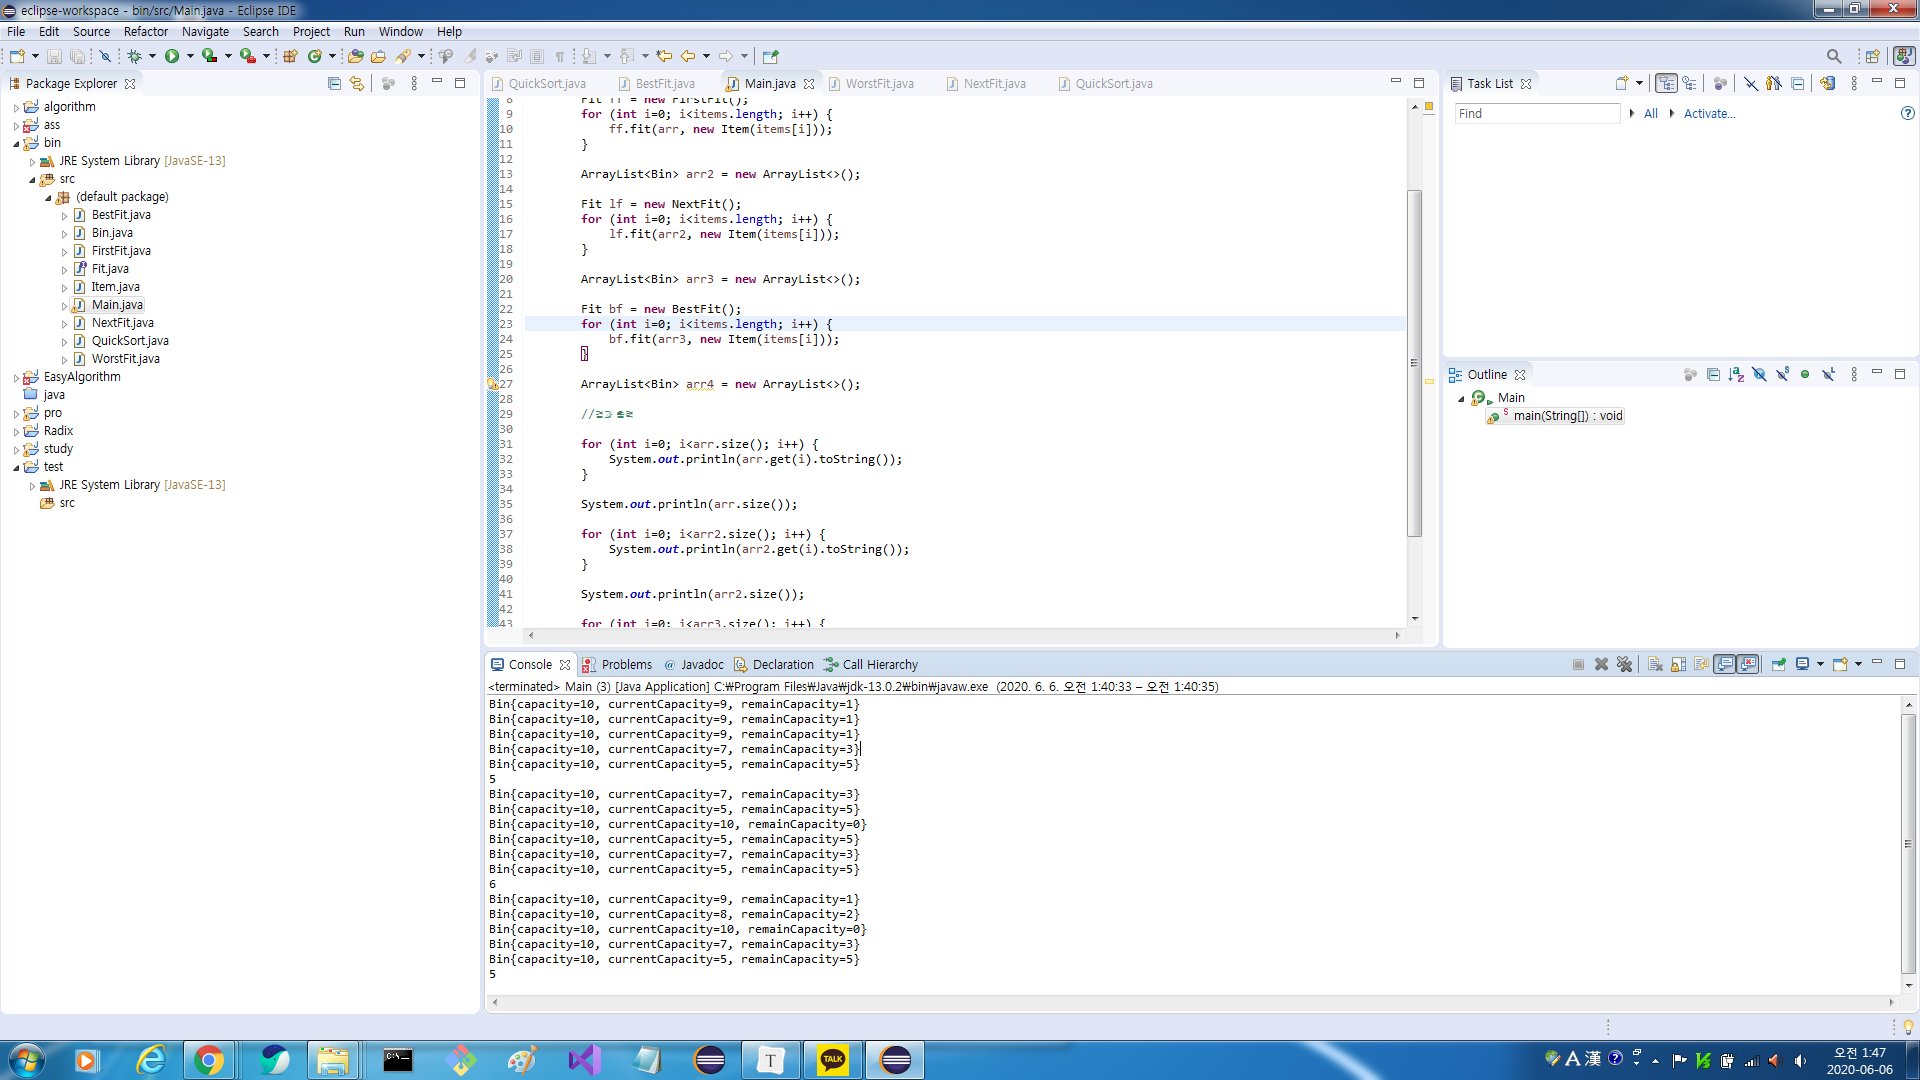 eclipse-workspace - bin/src/Main.java - Eclipse IDE
File Edit Source Refactor Navigate Search Project Run Window Help
Package Explorer
algorithm
ass
bin
JRE System Library [JavaSE-13]
src
(default package)
BestFit.java
Bin.java
FirstFit.java
Fit.java
Item.java
Main.java
NextFit.java
QuickSort.java
WorstFit.java
EasyAlgorithm
java
pro
Radix
study
test
JRE System Library [JavaSE-13]
src
QuickSort.java BestFit.java Main.java WorstFit.java NextFit.java QuickSort.java
8 Fit ff = new FirstFit();
9 for (int i=0; i<items.length; i++) {
10 ff.fit(arr, new Item(items[i]));
11 }
12
13 ArrayList<Bin> arr2 = new ArrayList<>();
14
15 Fit lf = new NextFit();
16 for (int i=0; i<items.length; i++) {
17 lf.fit(arr2, new Item(items[i]));
18 }
19
20 ArrayList<Bin> arr3 = new ArrayList<>();
21
22 Fit bf = new BestFit();
23 for (int i=0; i<items.length; i++) {
24 bf.fit(arr3, new Item(items[i]));
25 }
26
27 ArrayList<Bin> arr4 = new ArrayList<>();
28
29 //
30
31 for (int i=0; i<arr.size(); i++) {
32 System.out.println(arr.get(i).toString());
33 }
34
35 System.out.println(arr.size());
36
37 for (int i=0; i<arr2.size(); i++) {
38 System.out.println(arr2.get(i).toString());
39 }
40
41 System.out.println(arr2.size());
42
43 for (int i=0; i<arr3.size(); i++) {
Task List
Find All Activate...
Outline
Main
main(String[]) : void
Console Problems Javadoc Declaration Call Hierarchy
<terminated> Main (3) [Java Application] C:₩Program Files₩Java₩jdk-13.0.2₩bin₩javaw.exe (2020. 6. 6. 오전 1:40:33 – 오전 1:40:35)
Bin{capacity=10, currentCapacity=9, remainCapacity=1}
Bin{capacity=10, currentCapacity=9, remainCapacity=1}
Bin{capacity=10, currentCapacity=9, remainCapacity=1}
Bin{capacity=10, currentCapacity=7, remainCapacity=3}
Bin{capacity=10, currentCapacity=5, remainCapacity=5}
5
Bin{capacity=10, currentCapacity=7, remainCapacity=3}
Bin{capacity=10, currentCapacity=5, remainCapacity=5}
Bin{capacity=10, currentCapacity=10, remainCapacity=0}
Bin{capacity=10, currentCapacity=5, remainCapacity=5}
Bin{capacity=10, currentCapacity=7, remainCapacity=3}
Bin{capacity=10, currentCapacity=5, remainCapacity=5}
6
Bin{capacity=10, currentCapacity=9, remainCapacity=1}
Bin{capacity=10, currentCapacity=8, remainCapacity=2}
Bin{capacity=10, currentCapacity=10, remainCapacity=0}
Bin{capacity=10, currentCapacity=7, remainCapacity=3}
Bin{capacity=10, currentCapacity=5, remainCapacity=5}
5
C:\
T
TALK
A 漢
오전 1:47
2020-06-06